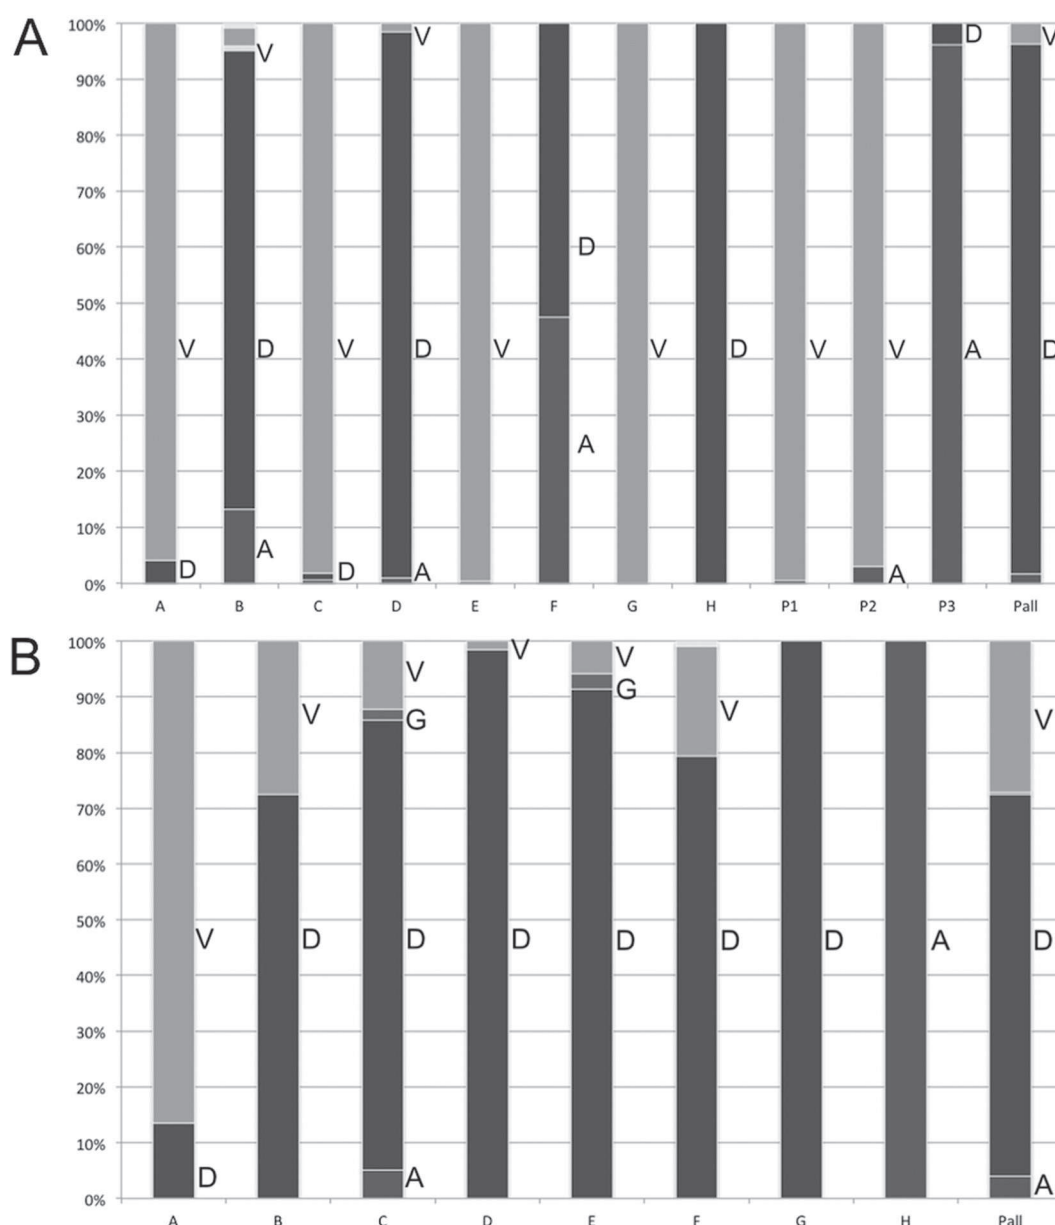 A
100% V D V
90%
80%
70%
60% D
50%
40% V D V D V V D V V A D
30%
20% A
10% A
0% D D A A
A B C D E F G H P1 P2 P3 Pall
B
100% V V
90% V G V
80% V G V
70%
60%
50% V D D D D D D A D
40%
30%
20%
10%
0% D A A
A B C D E F G H Pall